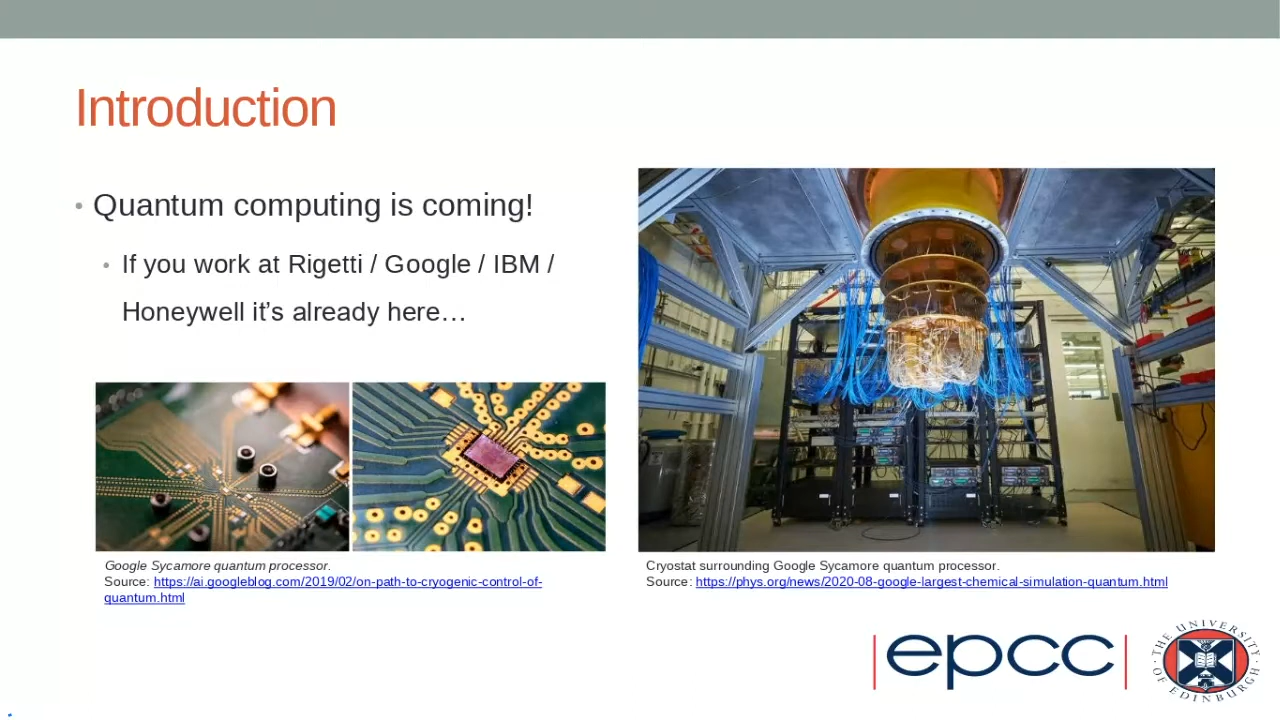 Introduction
• Quantum computing is coming!
• If you work at Rigetti / Google / IBM /
Honeywell it's already here…
Google Sycamore quantum processor.
Source: https://ai.googleblog.com/2019/02/on-path-to-cryogenic-control-of-
quantum.html
Cryostat surrounding Google Sycamore quantum processor.
Source: https://phys.org/news/2020-08-google-largest-chemical-simulation-quantum.html
epcc
THE UNIVERSITY
OF EDINBURGH